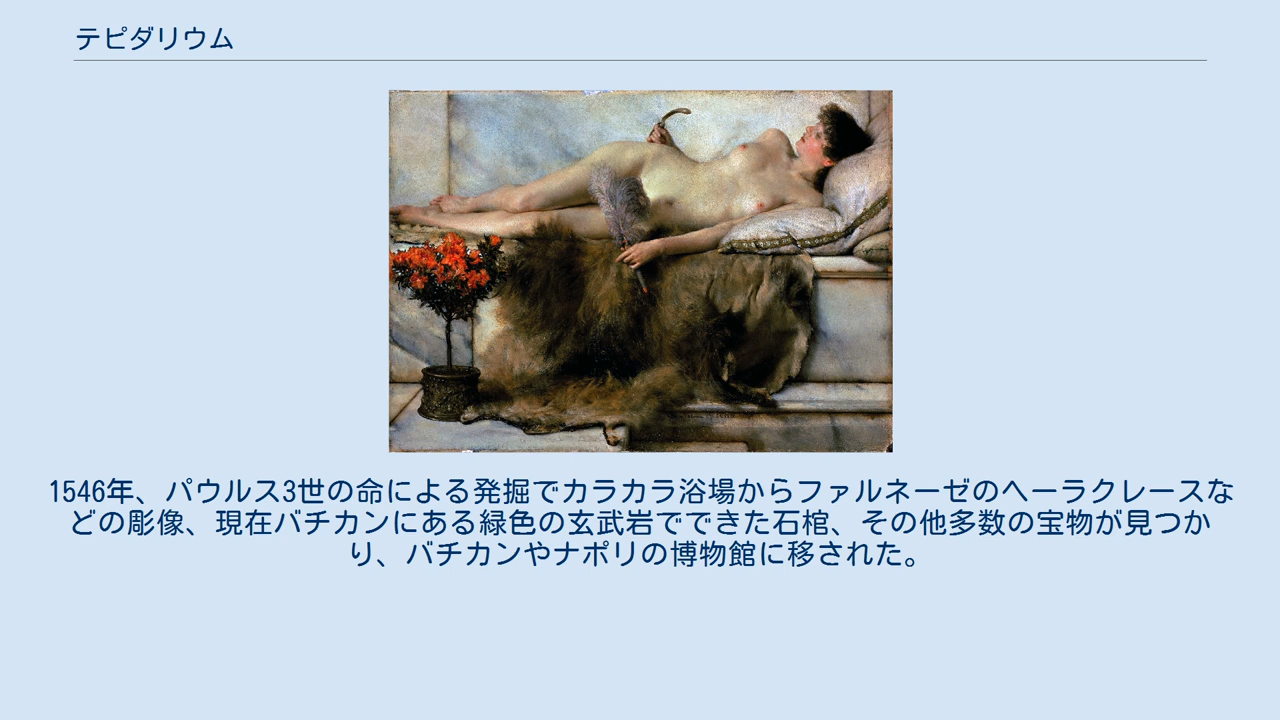 テピダリウム
1546年、パウルス3世の命による発掘でカラカラ浴場からファルネーゼのヘーラクレースな
どの彫像、現在バチカンにある緑色の玄武岩でできた石棺、その他多数の宝物が見つか
り、バチカンやナポリの博物館に移された。